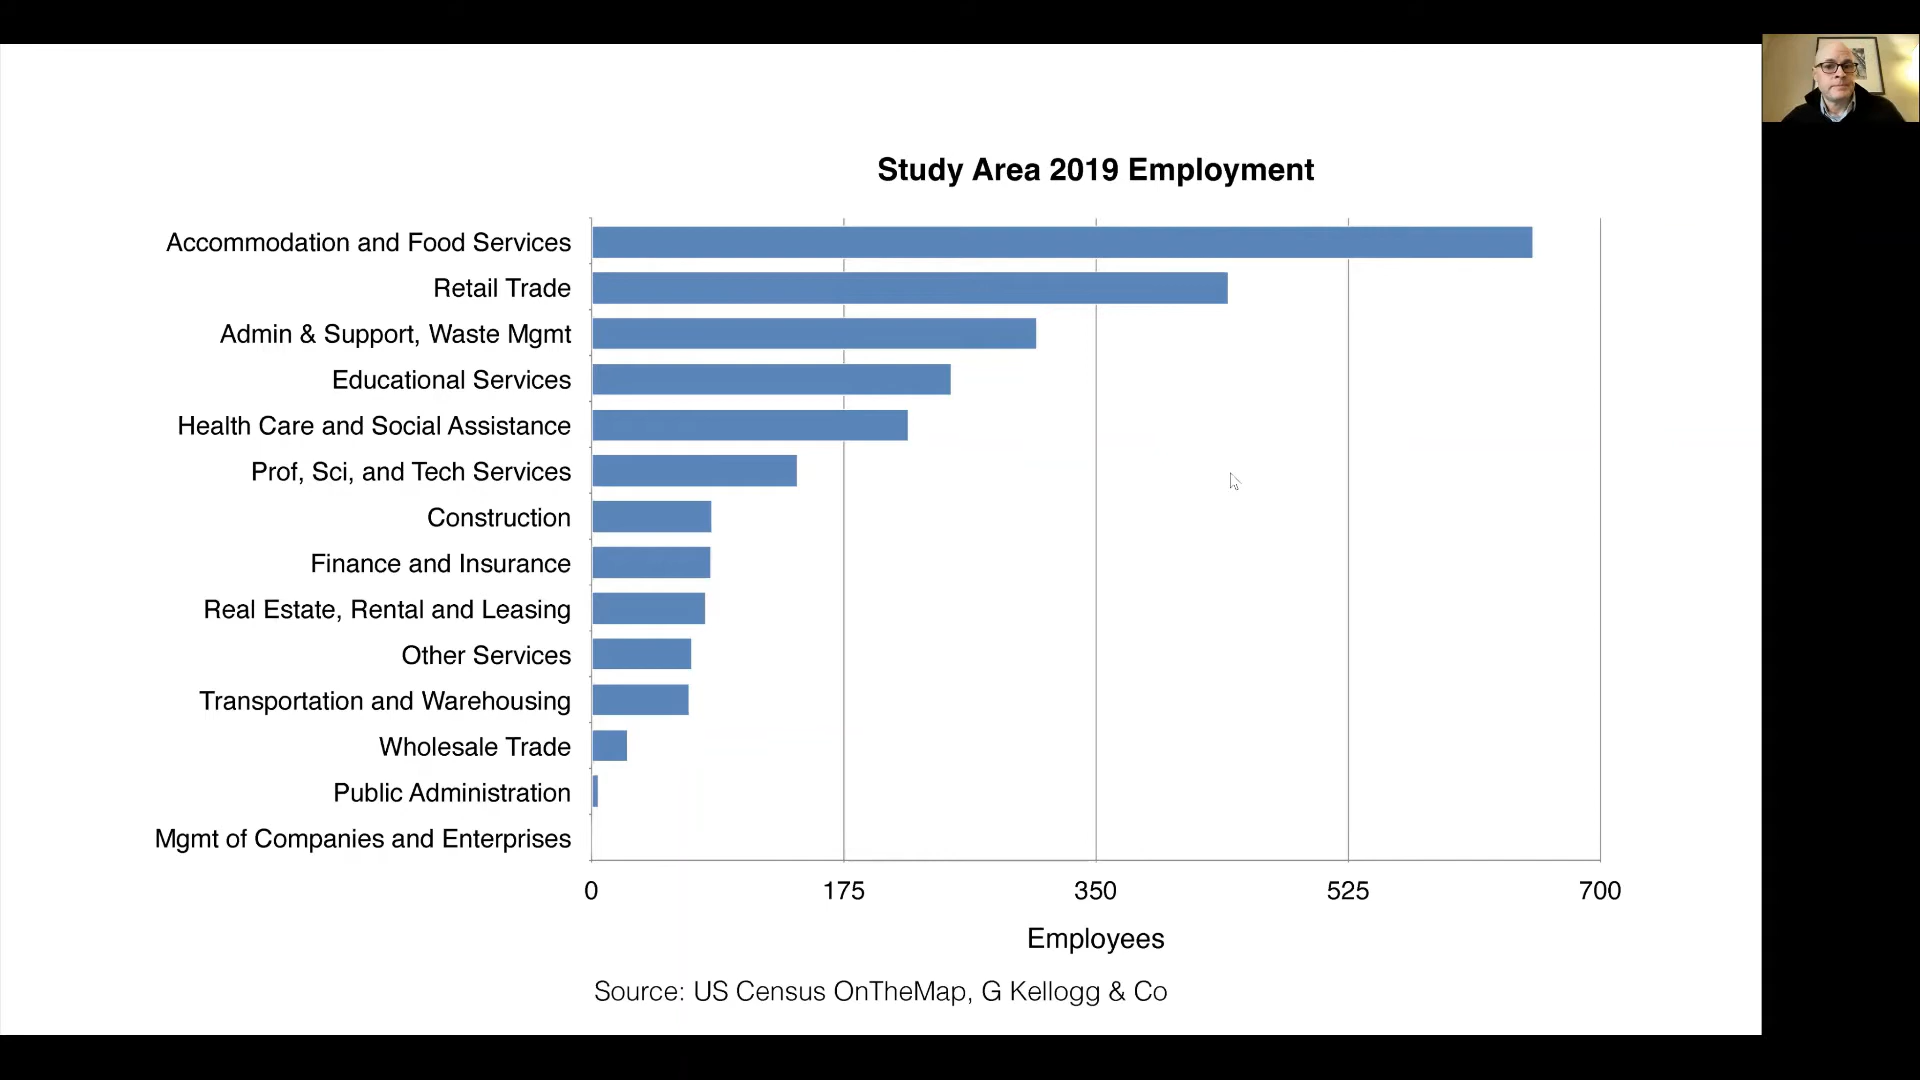 Study Area 2019 Employment
Accommodation and Food Services
Retail Trade
Admin & Support, Waste Mgmt
Educational Services
Health Care and Social Assistance
Prof, Sci, and Tech Services
Construction
Finance and Insurance
Real Estate, Rental and Leasing
Other Services
Transportation and Warehousing
Wholesale Trade
Public Administration
Mgmt of Companies and Enterprises
0 175 350 525 700
Employees
Source: US Census OnTheMap, G Kellogg & Co